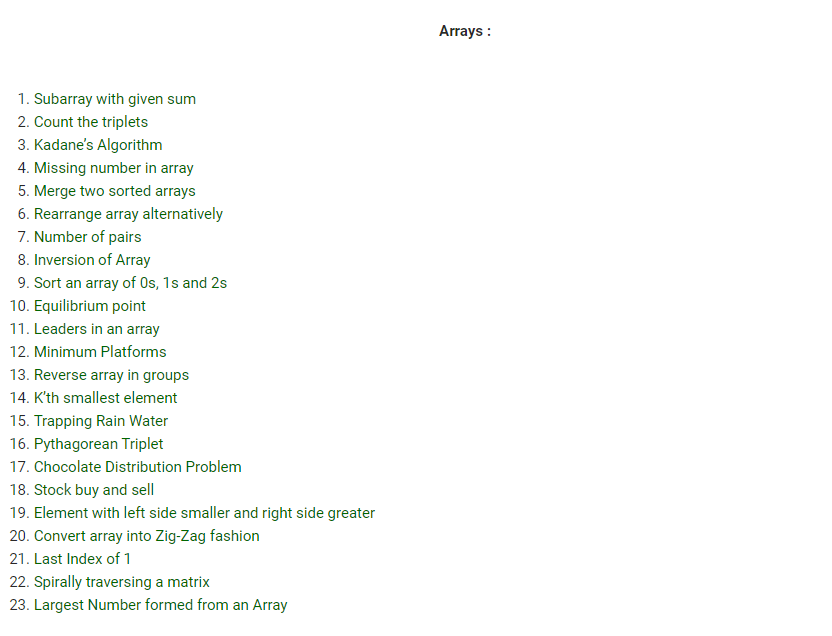 Arrays :
1. Subarray with given sum
2. Count the triplets
3. Kadane’s Algorithm
4. Missing number in array
5. Merge two sorted arrays
6. Rearrange array alternatively
7. Number of pairs
8. Inversion of Array
9. Sort an array of 0s, 1s and 2s
10. Equilibrium point
11. Leaders in an array
12. Minimum Platforms
13. Reverse array in groups
14. K’th smallest element
15. Trapping Rain Water
16. Pythagorean Triplet
17. Chocolate Distribution Problem
18. Stock buy and sell
19. Element with left side smaller and right side greater
20. Convert array into Zig-Zag fashion
21. Last Index of 1
22. Spirally traversing a matrix
23. Largest Number formed from an Array